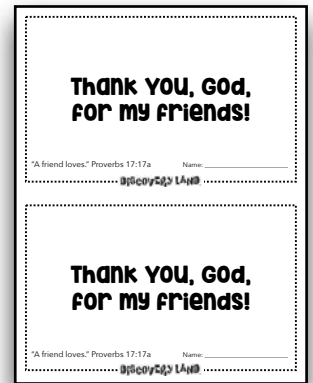 Thank You, God,
for my friends!
"A friend loves." Proverbs 17:17a Name:
DISCOVERY LAND
Thank You, God,
for my friends!
"A friend loves." Proverbs 17:17a Name:
DISCOVERY LAND